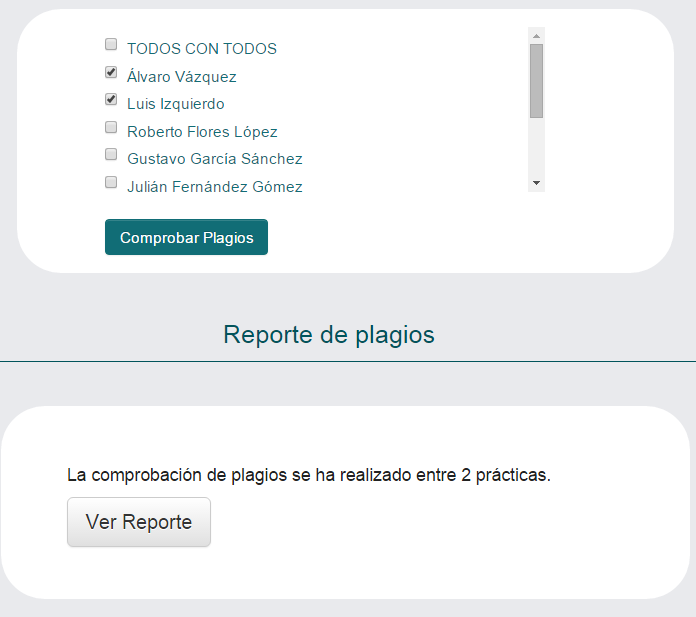 TODOS CON TODOS
Álvaro Vázquez
Luis Izquierdo
Roberto Flores López
Gustavo García Sánchez
Julián Fernández Gómez
Comprobar Plagios
Reporte de plagios
La comprobación de plagios se ha realizado entre 2 prácticas.
Ver Reporte